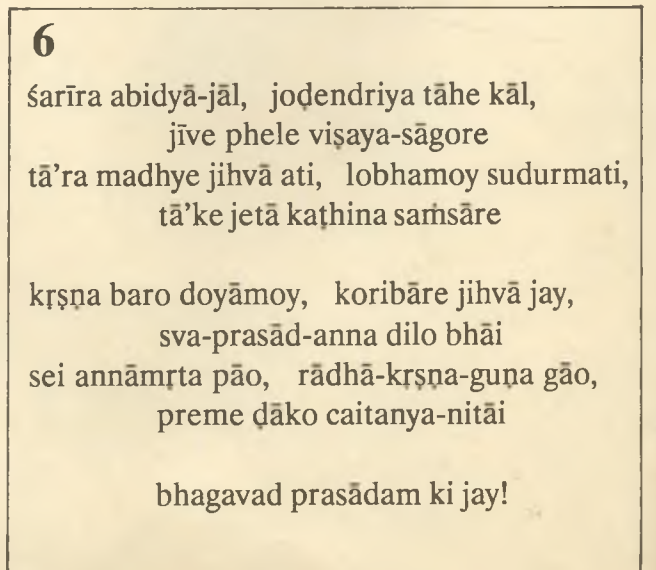 6
śarīra abidyā-jāl, joḍendriya tāhe kāl,
jīve phele viṣaya-sāgore
tā'ra madhye jihvā ati, lobhamoy sudurmati,
tā'ke jetā kaṭhina saṁsāre
kṛṣṇa baro doyāmoy, koribāre jihvā jay,
sva-prasād-anna dilo bhāi
sei annāmṛta pāo, rādhā-kṛṣṇa-guṇa gāo,
preme ḍāko caitanya-nitāi
bhagavad prasādam ki jay!